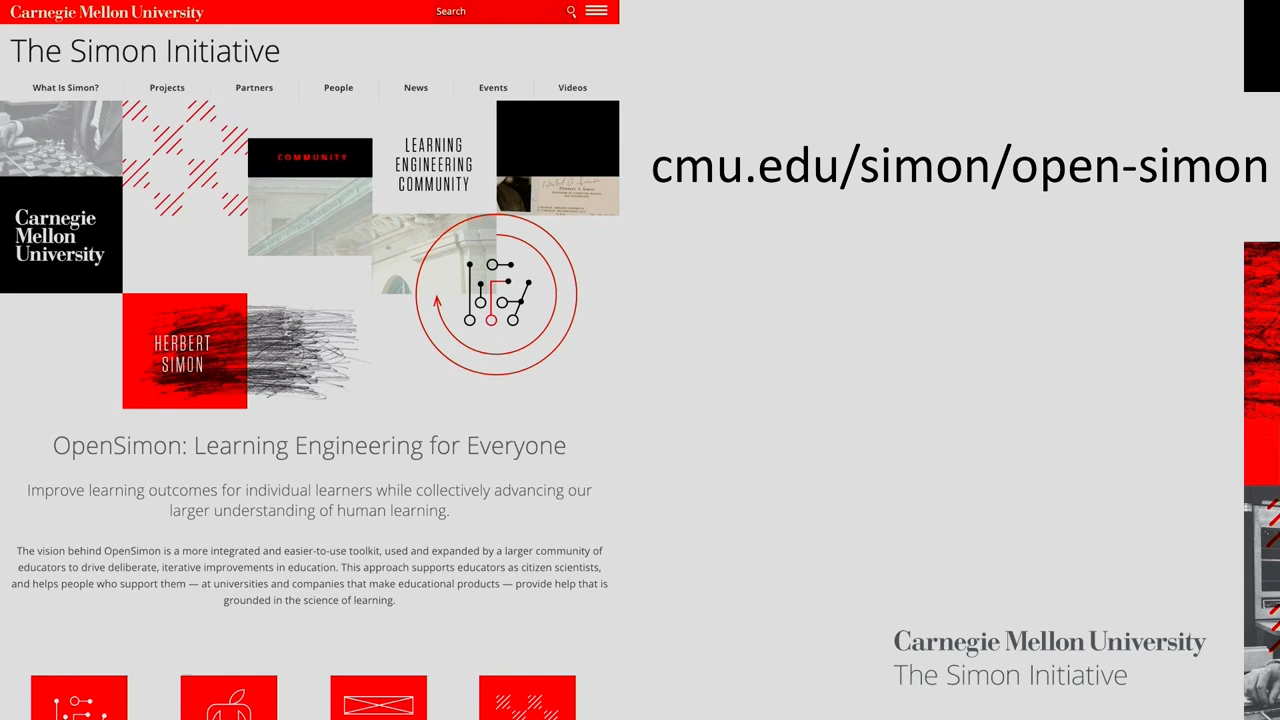 Carnegie Mellon University
Search
The Simon Initiative
What Is Simon?
Projects
Partners
People
News
Events
Videos
COMMUNITY
LEARNING
ENGINEERING
COMMUNITY
HERBERT A. SIMON
Carnegie
Mellon
University
HERBERT
SIMON
OpenSimon: Learning Engineering for Everyone
Improve learning outcomes for individual learners while collectively advancing our
larger understanding of human learning.
The vision behind OpenSimon is a more integrated and easier-to-use toolkit, used and expanded by a larger community of
educators to drive deliberate, iterative improvements in education. This approach supports educators as citizen scientists,
and helps people who support them — at universities and companies that make educational products — provide help that is
grounded in the science of learning.
cmu.edu/simon/open-simon
Carnegie Mellon University
The Simon Initiative